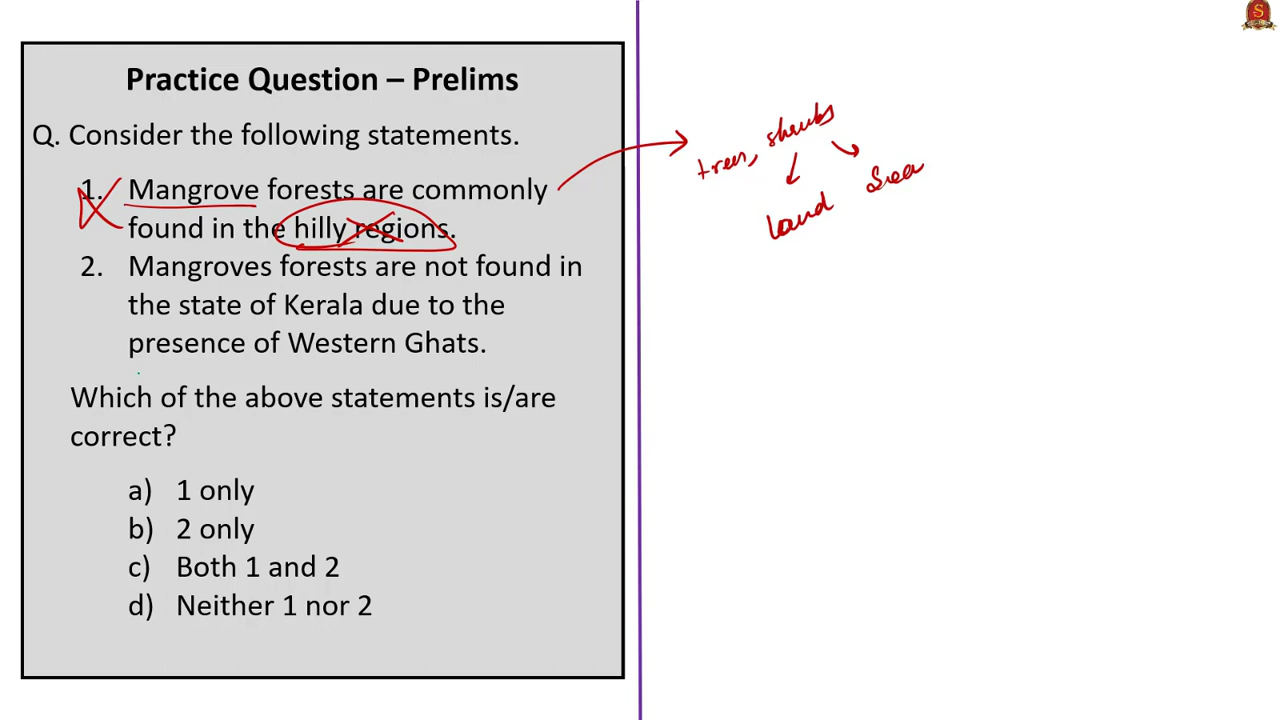 Practice Question – Prelims
Q. Consider the following statements.
1. Mangrove forests are commonly
found in the hilly regions.
2. Mangroves forests are not found in
the state of Kerala due to the
presence of Western Ghats.
Which of the above statements is/are
correct?
a) 1 only
b) 2 only
c) Both 1 and 2
d) Neither 1 nor 2
trees, shrubs
land
Sea
S